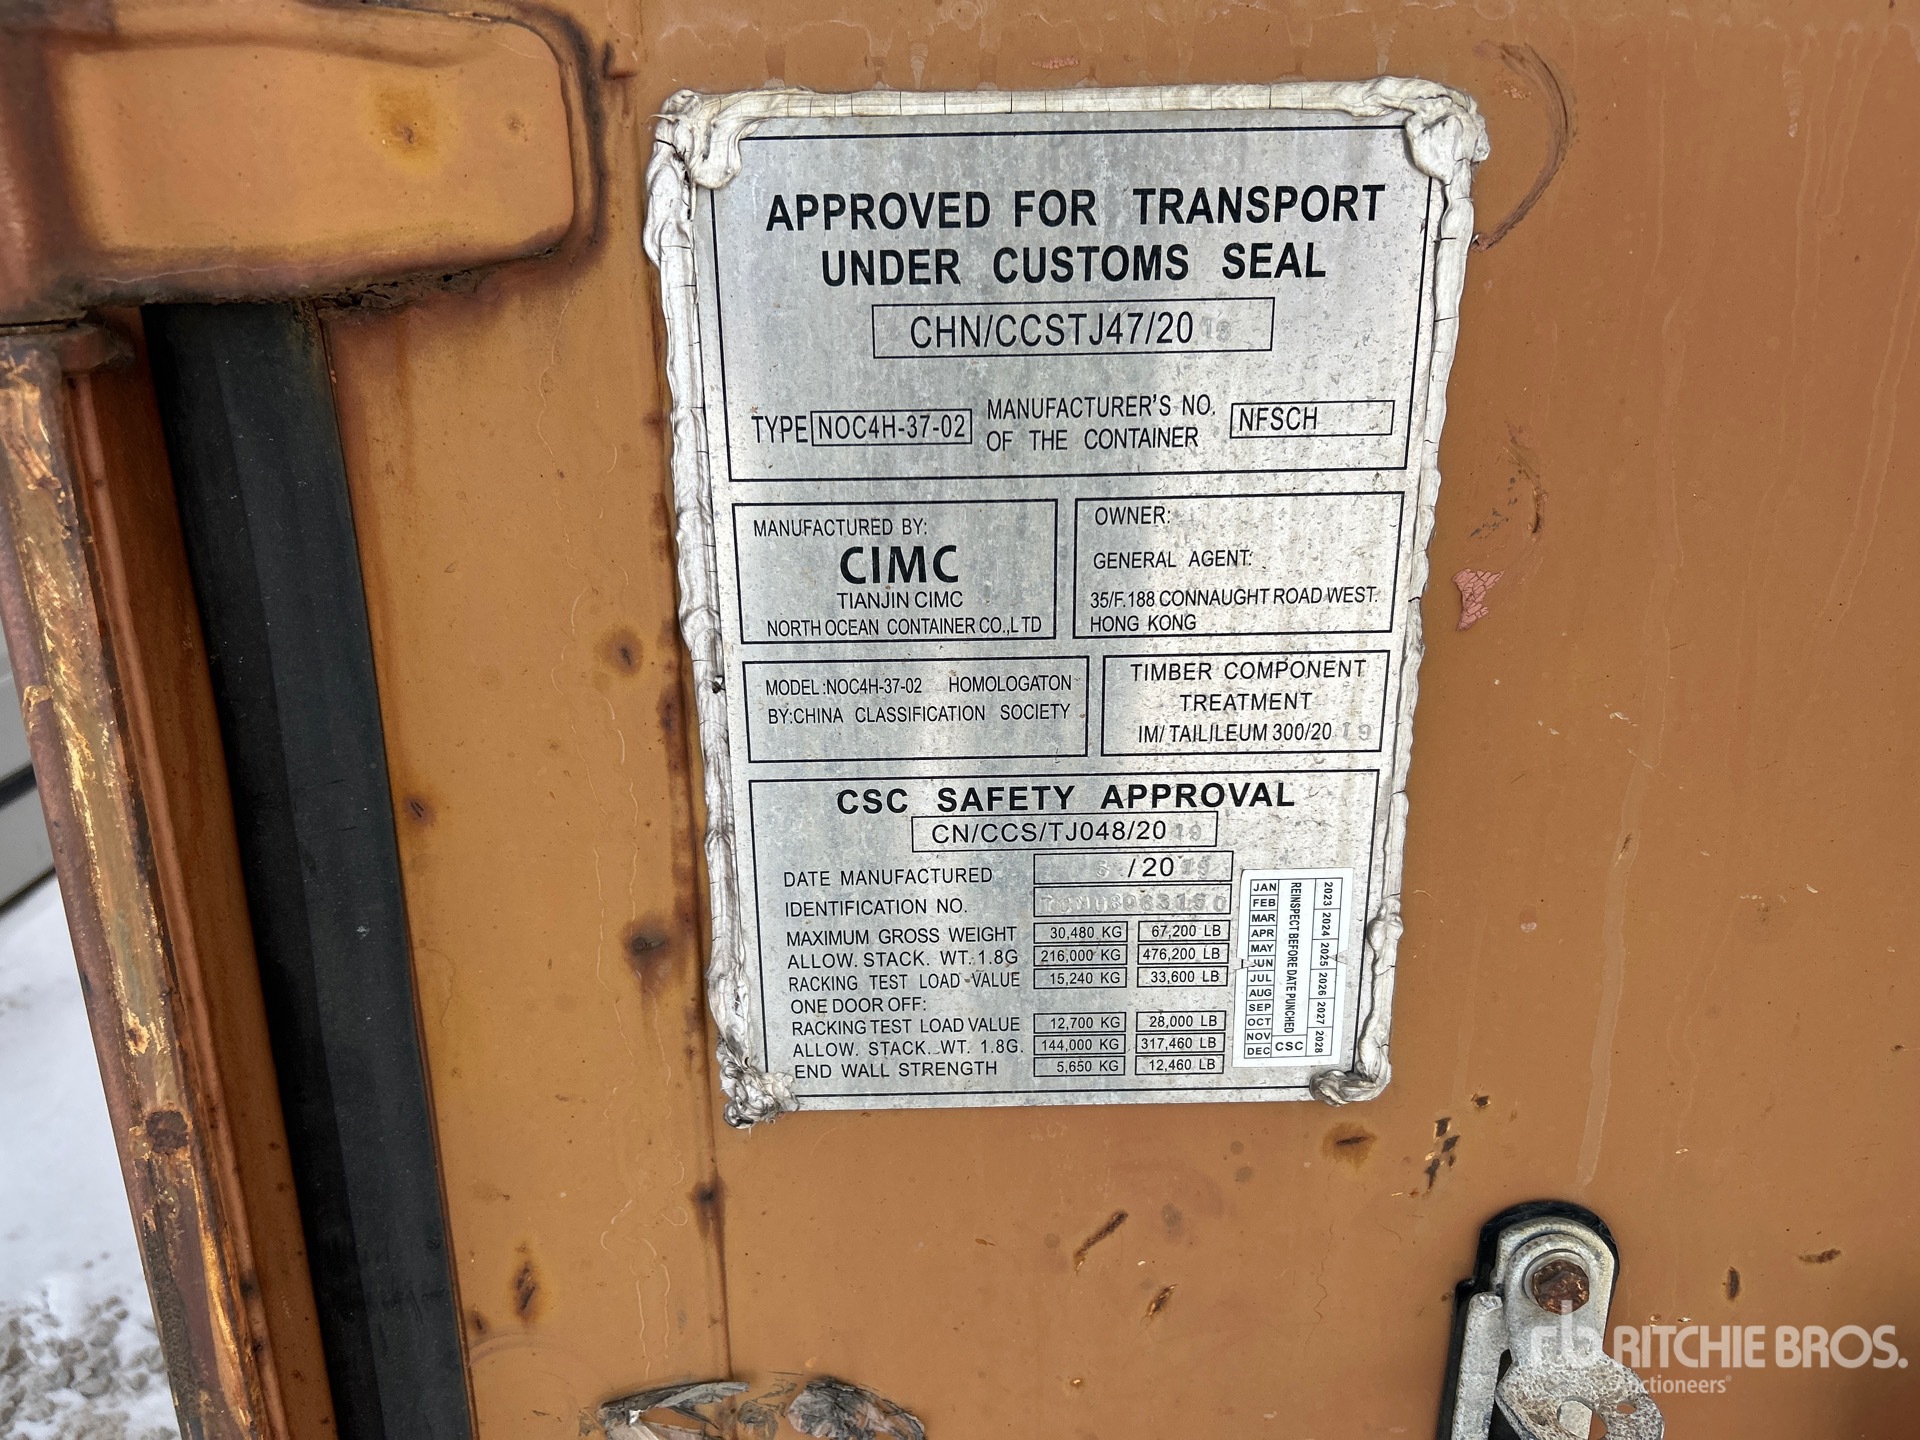 APPROVED FOR TRANSPORT
UNDER CUSTOMS SEAL
CHN/CCSTJ47/2019
TYPE NOC4H-37-02
MANUFACTURER'S NO.
OF THE CONTAINER
NFSCH
MANUFACTURED BY:
CIMC
TIANJIN CIMC
NORTH OCEAN CONTAINER CO.,LTD
OWNER:
GENERAL AGENT:
35/F.188 CONNAUGHT ROAD WEST.
HONG KONG
MODEL:NOC4H-37-02 HOMOLOGATON
BY:CHINA CLASSIFICATION SOCIETY
TIMBER COMPONENT
TREATMENT
IM/TAILILEUM 300/2019
CSC SAFETY APPROVAL
CN/CCS/TJ048/2019
DATE MANUFACTURED /2019
IDENTIFICATION NO.
MAXIMUM GROSS WEIGHT 30,480 KG 67,200 LB
ALLOW. STACK. WT. 1.8G 216,000 KG 476,200 LB
RACKING TEST LOAD-VALUE 15,240 KG 33,600 LB
ONE DOOR OFF:
RACKING TEST LOAD VALUE 12,700 KG 28,000 LB
ALLOW. STACK. WT. 1.8G. 144,000 KG 317,460 LB
END WALL STRENGTH 5,650 KG 12,460 LB
JAN
FEB
MAR
APR
MAY
JUN
JUL
AUG
SEP
OCT
NOV
DEC
REINSPECT BEFORE DATE PUNCHED
CSC
2023 2024 2025 2026 2027 2028
rb RITCHIE BROS.
Auctioneers